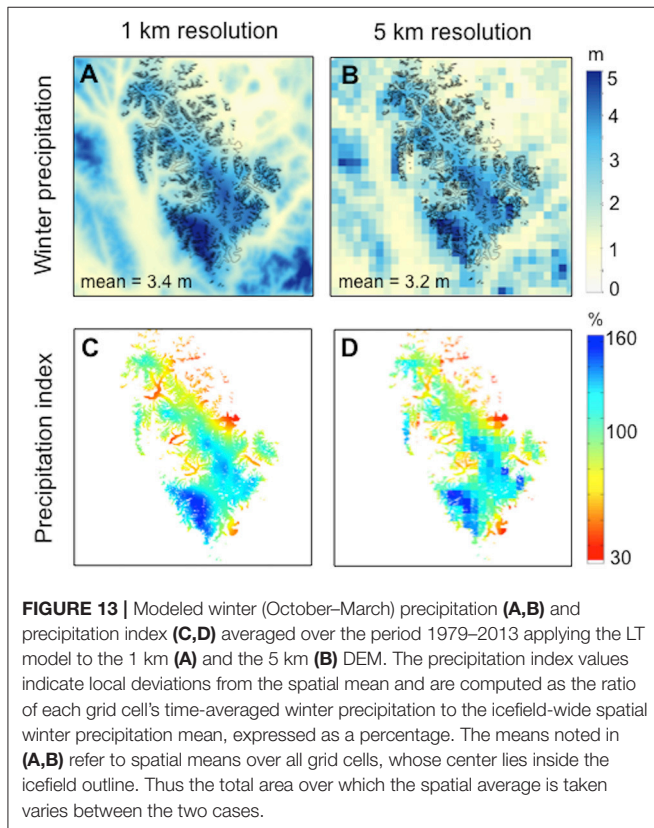 1 km resolution
5 km resolution
Winter precipitation
A
mean = 3.4 m
B
mean = 3.2 m
m
5
4
3
2
1
0
Precipitation index
C
D
%
160
100
30
FIGURE 13 | Modeled winter (October–March) precipitation (A,B) and
precipitation index (C,D) averaged over the period 1979–2013 applying the LT
model to the 1 km (A) and the 5 km (B) DEM. The precipitation index values
indicate local deviations from the spatial mean and are computed as the ratio
of each grid cell's time-averaged winter precipitation to the icefield-wide spatial
winter precipitation mean, expressed as a percentage. The means noted in
(A,B) refer to spatial means over all grid cells, whose center lies inside the
icefield outline. Thus the total area over which the spatial average is taken
varies between the two cases.